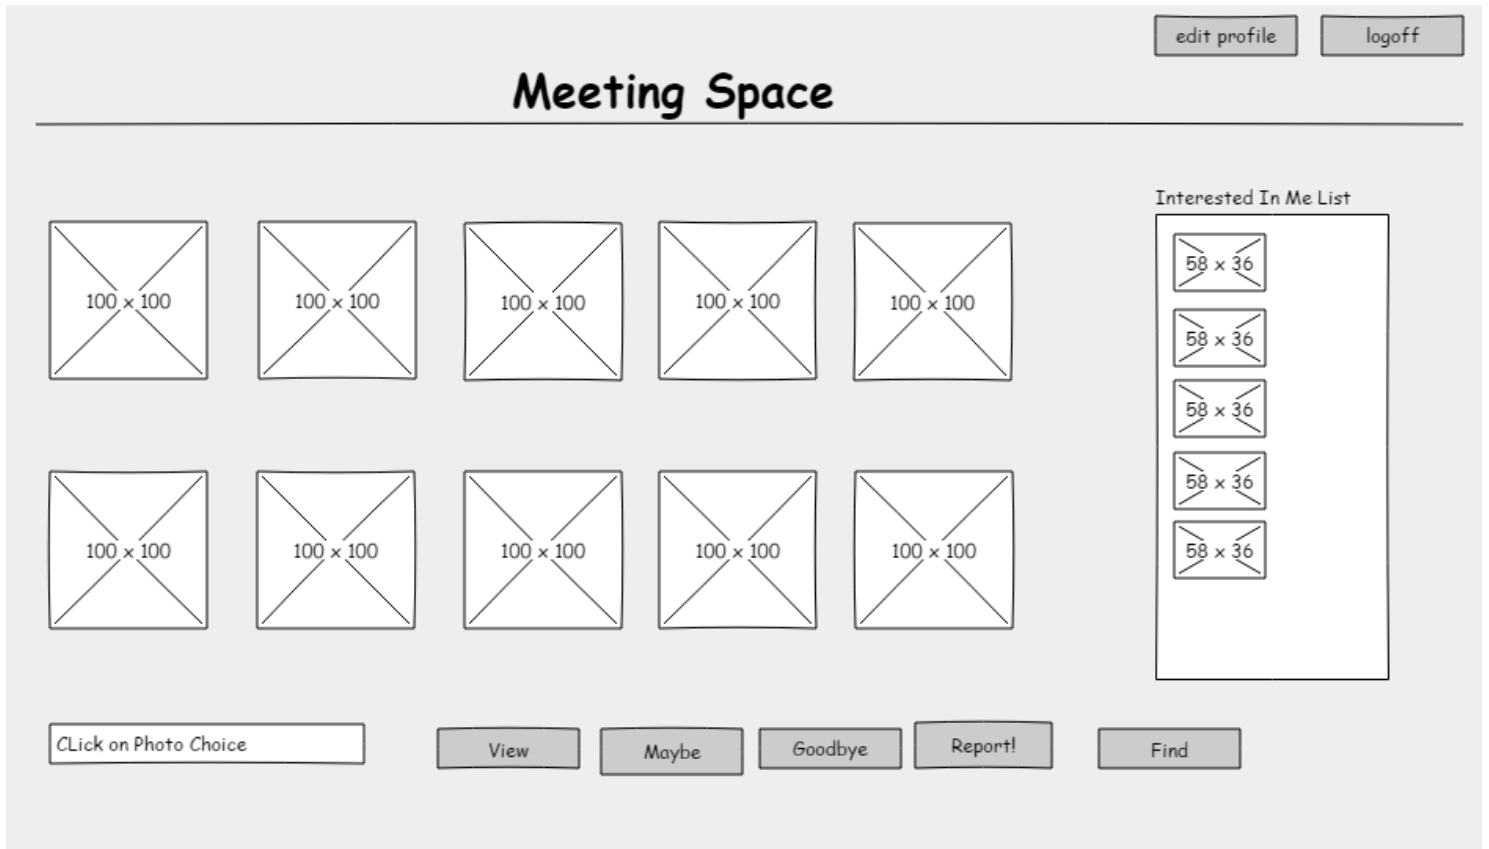 edit profile
logoff
Meeting Space
Interested In Me List
100 x 100
100 x 100
100 x 100
100 x 100
100 x 100
58 x 36
58 x 36
58 x 36
58 x 36
58 x 36
100 x 100
100 x 100
100 x 100
100 x 100
100 x 100
CLick on Photo Choice
View
Maybe
Goodbye
Report!
Find